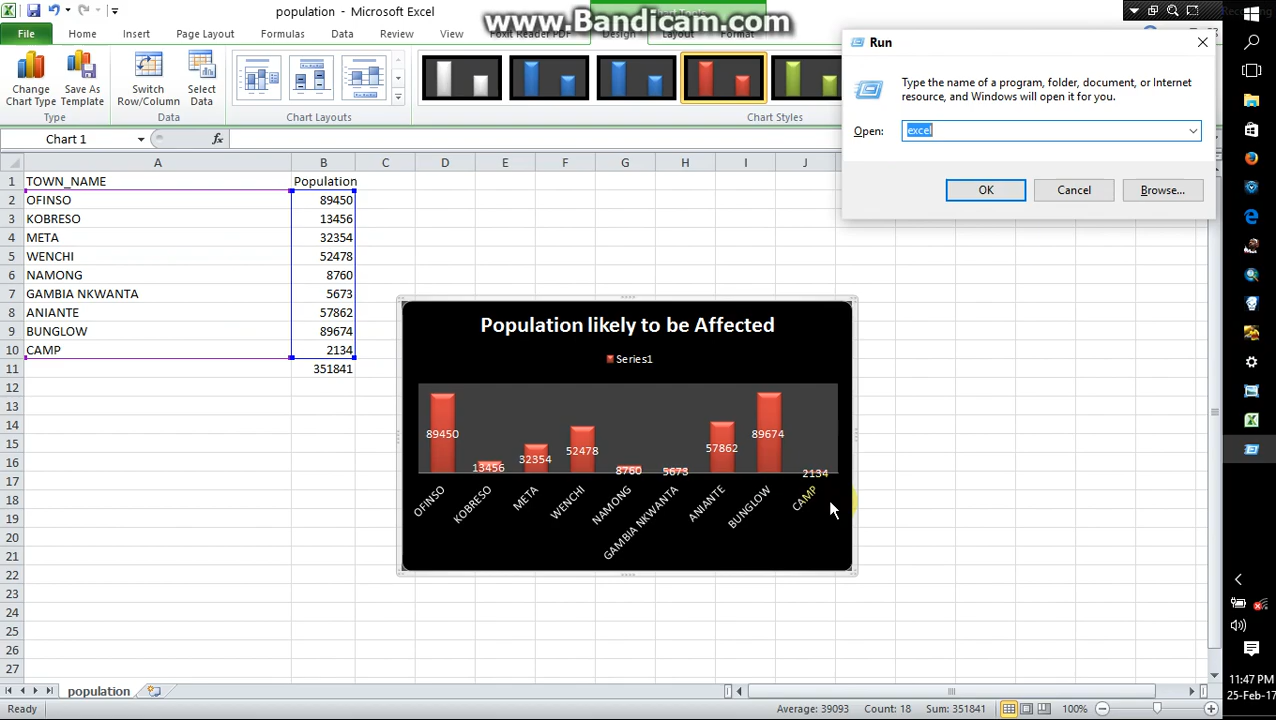 population - Microsoft Excel
www.Bandicam.com
File Home Insert Page Layout Formulas Data Review View Foxit Reader PDF Design Layout Format
Change Chart Type
Save As Template
Switch Row/Column
Select Data
Type Data Chart Layouts Chart Styles
Chart 1 fx
A B C D E F G H I J
1 TOWN_NAME Population
2 OFINSO 89450
3 KOBRESO 13456
4 META 32354
5 WENCHI 52478
6 NAMONG 8760
7 GAMBIA NKWANTA 5673
8 ANIANTE 57862
9 BUNGLOW 89674
10 CAMP 2134
11 351841
12
13
14
15
16
17
18
19
20
21
22
23
24
25
26
27
Population likely to be Affected
Series1
89450 13456 32354 52478 8760 5673 57862 89674 2134
OFINSO KOBRESO META WENCHI NAMONG GAMBIA NKWANTA ANIANTE BUNGLOW CAMP
Run
Type the name of a program, folder, document, or Internet
resource, and Windows will open it for you.
Open: excel
OK Cancel Browse...
population
Ready Average: 39093 Count: 18 Sum: 351841 100%
11:47 PM
25-Feb-17